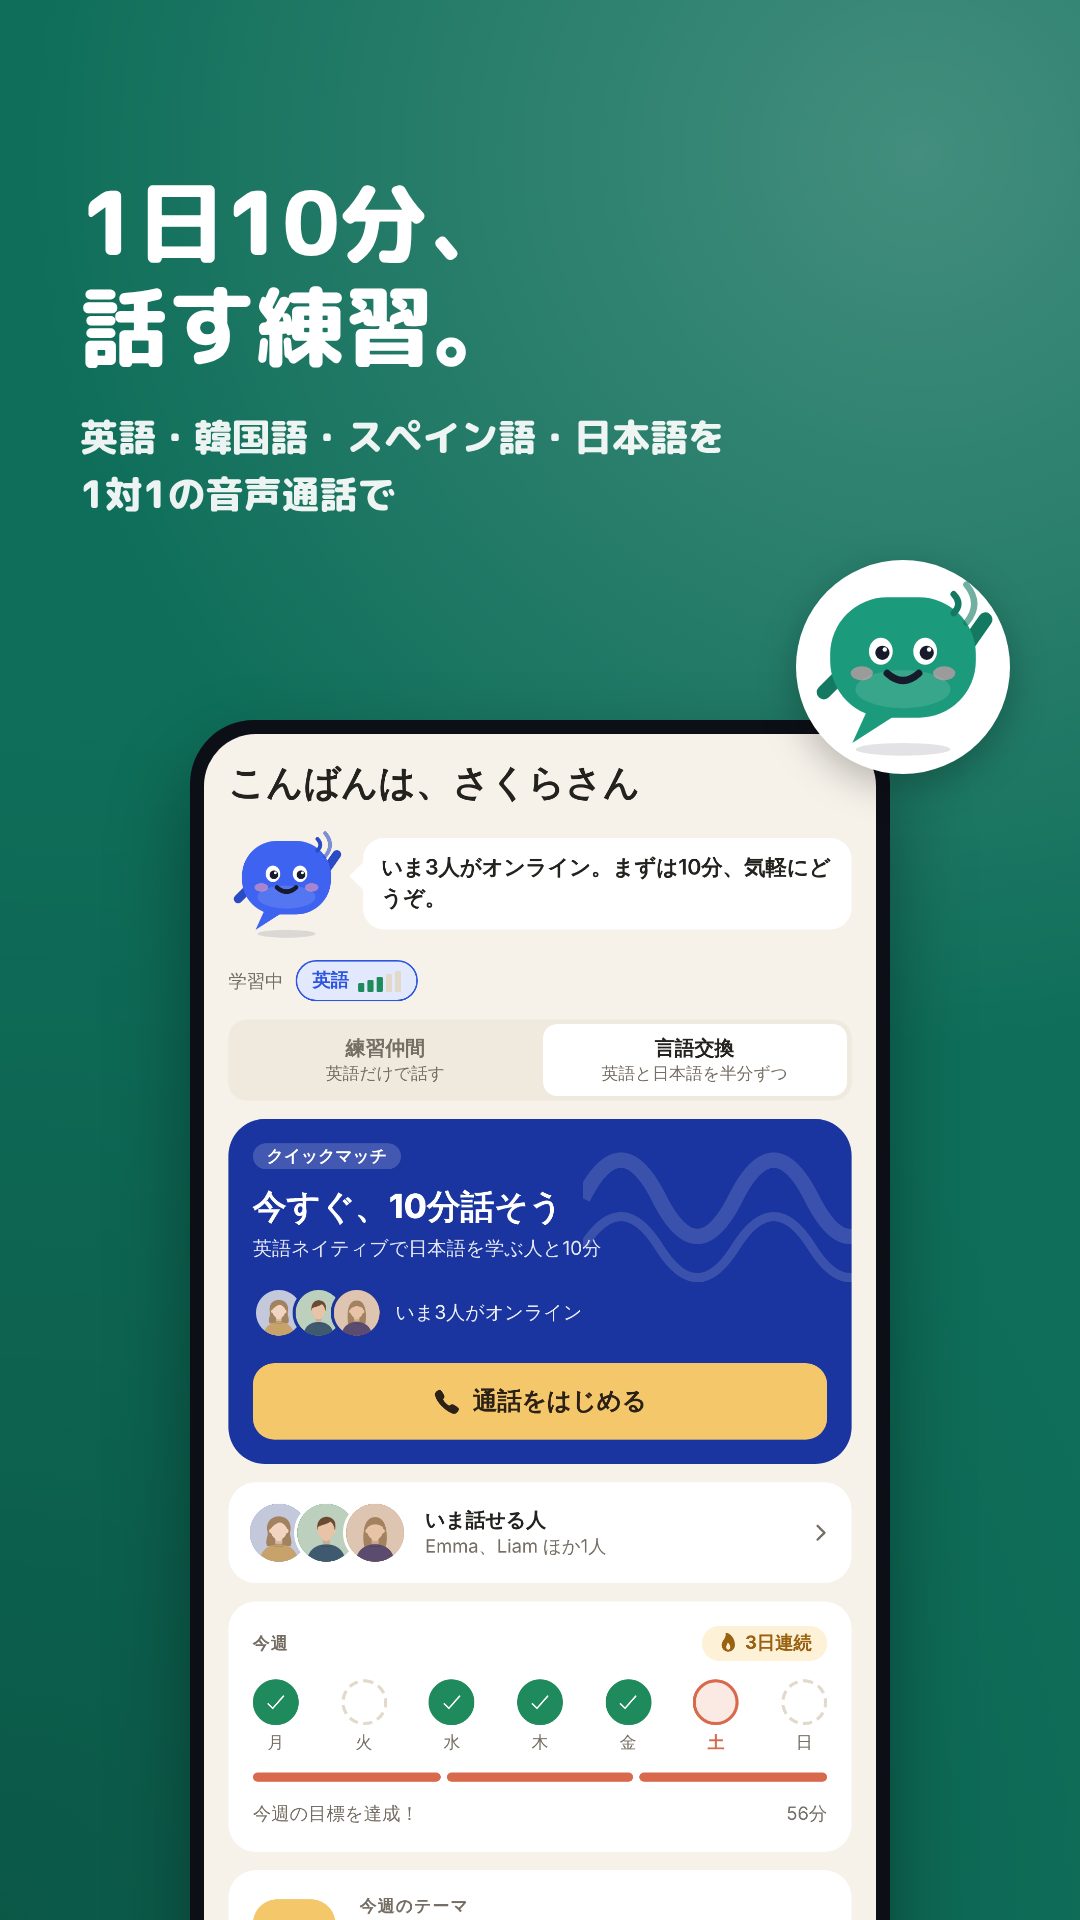 1日10分、
話す練習。
英語・韓国語・スペイン語・日本語を
1対1の音声通話で
こんばんは、さくらさん
いま3人がオンライン。まずは10分、気軽にど
うぞ。
学習中 英語
練習仲間
英語だけで話す
言語交換
英語と日本語を半分ずつ
クイックマッチ
今すぐ、10分話そう
英語ネイティブで日本語を学ぶ人と10分
いま3人がオンライン
通話をはじめる
いま話せる人
Emma、Liam ほか1人
今週 3日連続
月 火 水 木 金 土 日
今週の目標を達成！ 56分
今週のテーマ